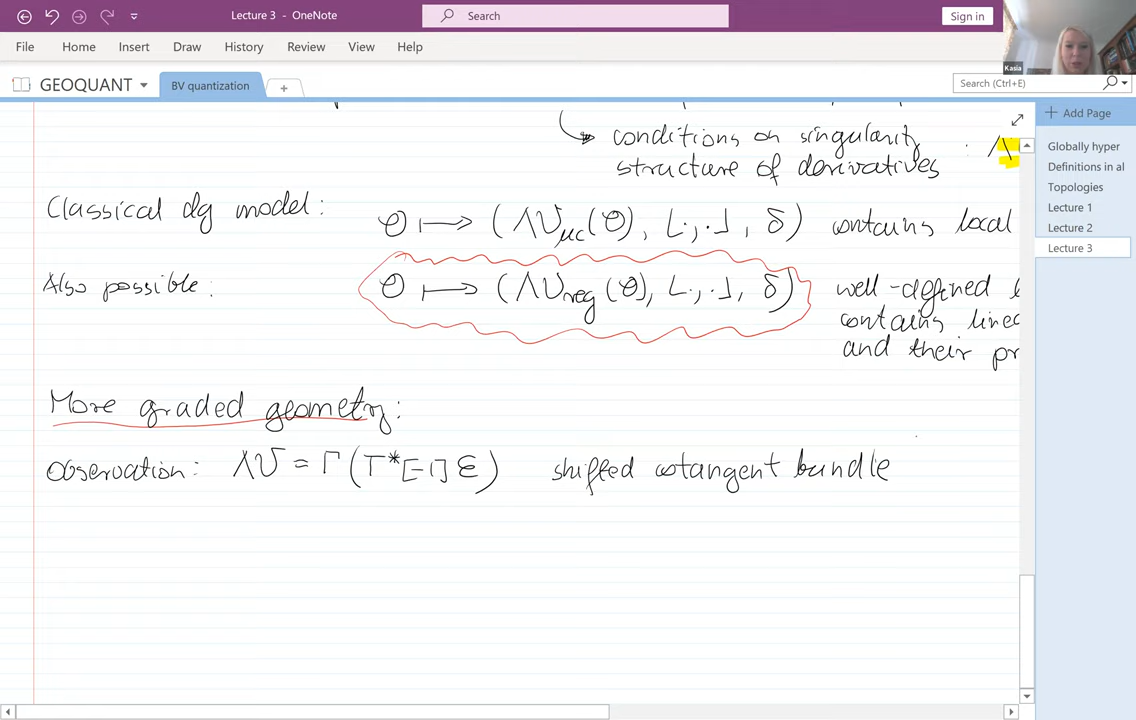 Lecture 3 - OneNote
Search
Sign in
Kasia
File Home Insert Draw History Review View Help
GEOQUANT
BV quantization
Search (Ctrl+E)
Add Page
Globally hyper
Definitions in al
Topologies
Lecture 1
Lecture 2
Lecture 3
conditions on singularity
structure of derivatives :
Classical dg model: O ↦ (ΛV_μc(O), ⌊·,·⌋, δ) contains local
Also possible: O ↦ (ΛV_reg(O), ⌊·,·⌋, δ) well-defined
contains line
and their pr
More graded geometry:
Observation: ΛV = Γ(T*[-1]ℰ) shifted cotangent bundle